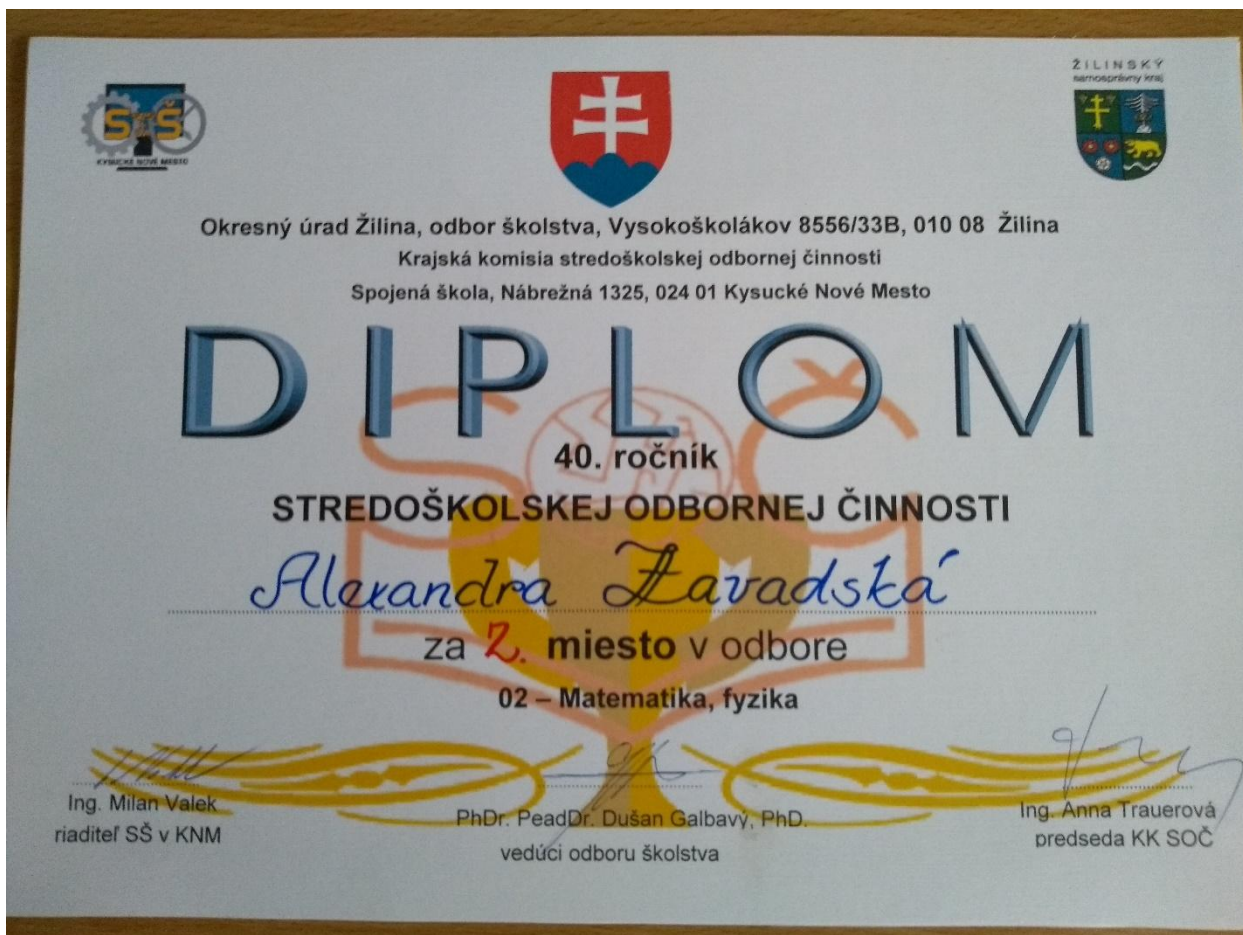 SŠ
KYSUCKÉ NOVÉ MESTO
ŽILINSKÝ
samosprávny kraj
Okresný úrad Žilina, odbor školstva, Vysokoškolákov 8556/33B, 010 08 Žilina
Krajská komisia stredoškolskej odbornej činnosti
Spojená škola, Nábrežná 1325, 024 01 Kysucké Nové Mesto
DIPLOM
SOČ
40. ročník
STREDOŠKOLSKEJ ODBORNEJ ČINNOSTI
Alexandra Zavadská
za 2. miesto v odbore
02 – Matematika, fyzika
Ing. Milan Valek
riaditeľ SŠ v KNM
PhDr. PeadDr. Dušan Galbavý, PhD.
vedúci odboru školstva
Ing. Anna Trauerová
predseda KK SOČ